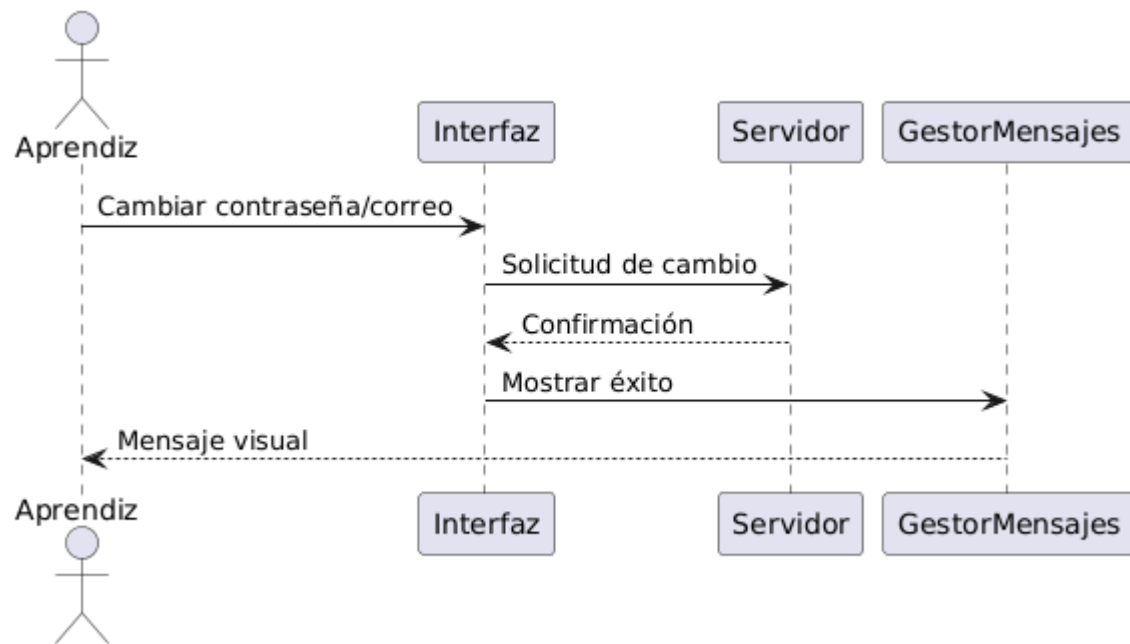 Aprendiz
Interfaz
Servidor
GestorMensajes
Cambiar contraseña/correo
Solicitud de cambio
Confirmación
Mostrar éxito
Mensaje visual
Aprendiz
Interfaz
Servidor
GestorMensajes